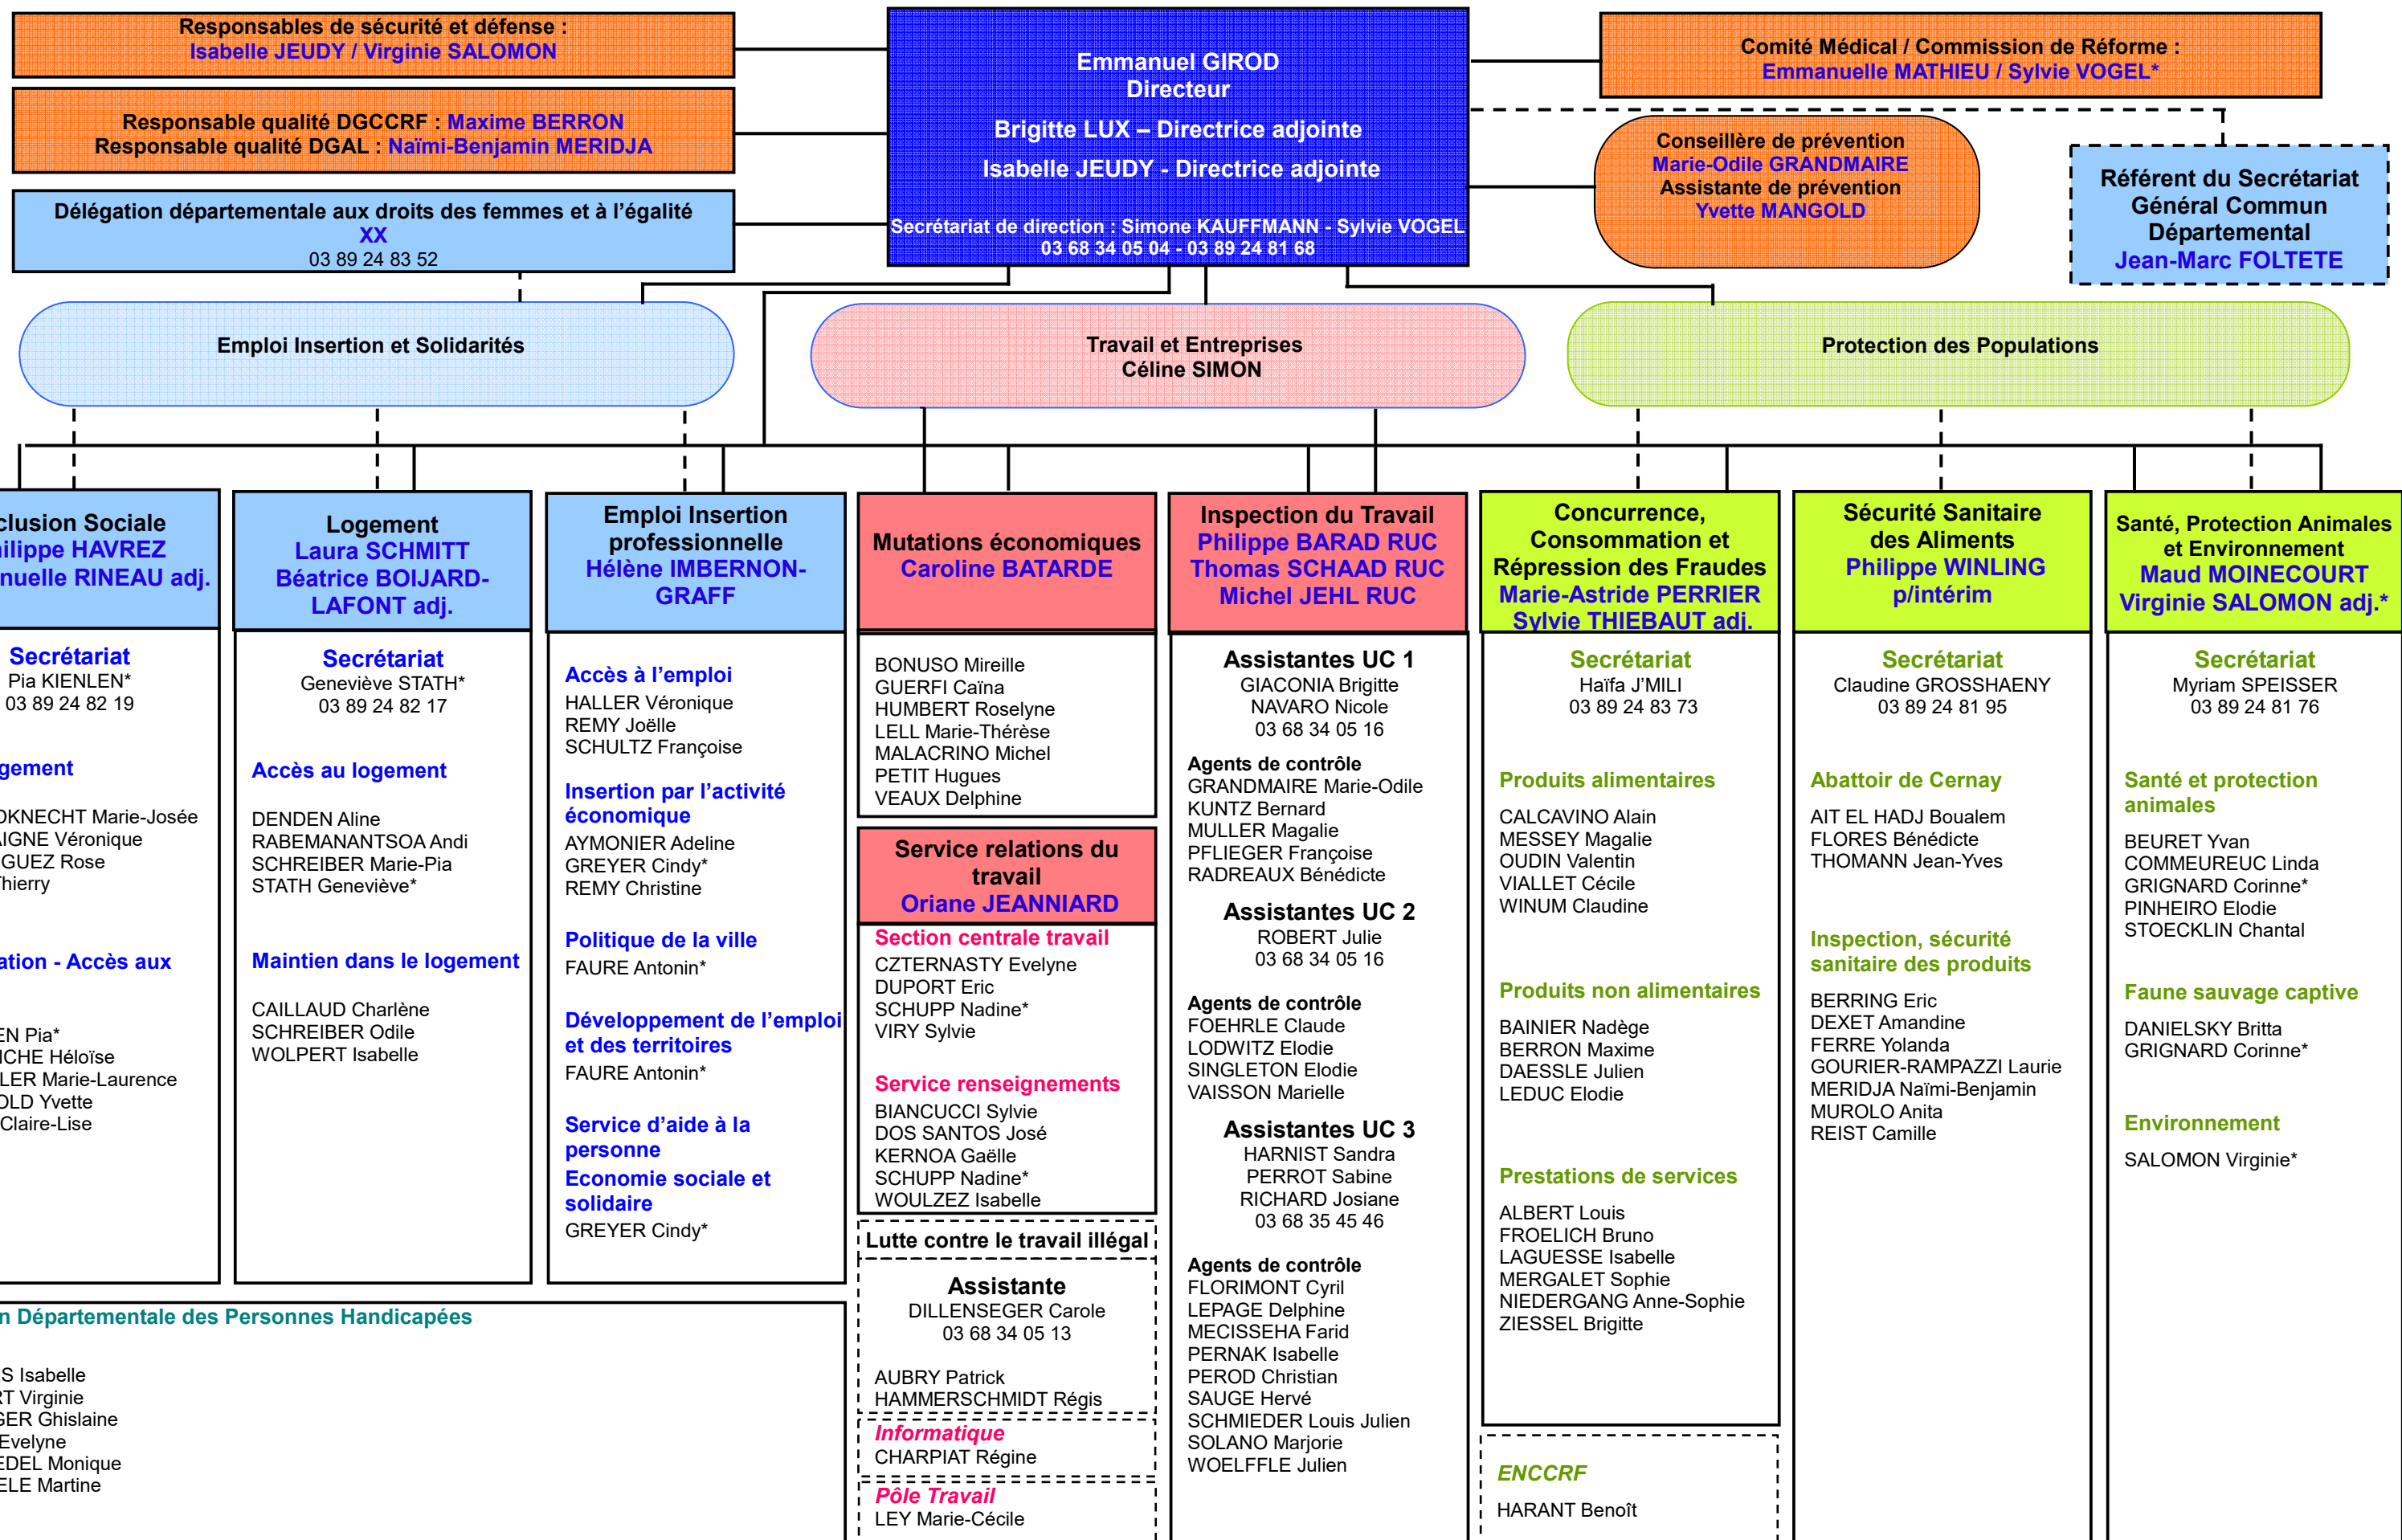 Responsables de sécurité et défense :
Isabelle JEUDY / Virginie SALOMON
Responsable qualité DGCCRF : Maxime BERRON
Responsable qualité DGAL : Naïmi-Benjamin MERIDJA
Délégation départementale aux droits des femmes et à l'égalité
XX
03 89 24 83 52
Emmanuel GIROD
Directeur
Brigitte LUX – Directrice adjointe
Isabelle JEUDY - Directrice adjointe
Secrétariat de direction : Simone KAUFFMANN - Sylvie VOGEL
03 68 34 05 04 - 03 89 24 81 68
Comité Médical / Commission de Réforme :
Emmanuelle MATHIEU / Sylvie VOGEL*
Conseillère de prévention
Marie-Odile GRANDMAIRE
Assistante de prévention
Yvette MANGOLD
Référent du Secrétariat
Général Commun
Départemental
Jean-Marc FOLTETE
Emploi Insertion et Solidarités
Travail et Entreprises
Céline SIMON
Protection des Populations
clusion Sociale
ilippe HAVREZ
nuelle RINEAU adj.
Secrétariat
Pia KIENLEN*
03 89 24 82 19
gement
OKNECHT Marie-Josée
AIGNE Véronique
GUEZ Rose
hierry
ation - Accès aux
EN Pia*
ICHE Héloïse
LER Marie-Laurence
OLD Yvette
Claire-Lise
Logement
Laura SCHMITT
Béatrice BOIJARD-
LAFONT adj.
Secrétariat
Geneviève STATH*
03 89 24 82 17
Accès au logement
DENDEN Aline
RABEMANANTSOA Andi
SCHREIBER Marie-Pia
STATH Geneviève*
Maintien dans le logement
CAILLAUD Charlène
SCHREIBER Odile
WOLPERT Isabelle
Emploi Insertion
professionnelle
Hélène IMBERNON-
GRAFF
Accès à l'emploi
HALLER Véronique
REMY Joëlle
SCHULTZ Françoise
Insertion par l'activité
économique
AYMONIER Adeline
GREYER Cindy*
REMY Christine
Politique de la ville
FAURE Antonin*
Développement de l'emploi
et des territoires
FAURE Antonin*
Service d'aide à la
personne
Economie sociale et
solidaire
GREYER Cindy*
n Départementale des Personnes Handicapées
S Isabelle
RT Virginie
GER Ghislaine
Evelyne
EDEL Monique
ELE Martine
Mutations économiques
Caroline BATARDE
BONUSO Mireille
GUERFI Caïna
HUMBERT Roselyne
LELL Marie-Thérèse
MALACRINO Michel
PETIT Hugues
VEAUX Delphine
Service relations du
travail
Oriane JEANNIARD
Section centrale travail
CZTERNASTY Evelyne
DUPORT Eric
SCHUPP Nadine*
VIRY Sylvie
Service renseignements
BIANCUCCI Sylvie
DOS SANTOS José
KERNOA Gaëlle
SCHUPP Nadine*
WOULZEZ Isabelle
Lutte contre le travail illégal
Assistante
DILLENSEGER Carole
03 68 34 05 13
AUBRY Patrick
HAMMERSCHMIDT Régis
Informatique
CHARPIAT Régine
Pôle Travail
LEY Marie-Cécile
Inspection du Travail
Philippe BARAD RUC
Thomas SCHAAD RUC
Michel JEHL RUC
Assistantes UC 1
GIACONIA Brigitte
NAVARO Nicole
03 68 34 05 16
Agents de contrôle
GRANDMAIRE Marie-Odile
KUNTZ Bernard
MULLER Magalie
PFLIEGER Françoise
RADREAUX Bénédicte
Assistantes UC 2
ROBERT Julie
03 68 34 05 16
Agents de contrôle
FOEHRLE Claude
LODWITZ Elodie
SINGLETON Elodie
VAISSON Marielle
Assistantes UC 3
HARNIST Sandra
PERROT Sabine
RICHARD Josiane
03 68 35 45 46
Agents de contrôle
FLORIMONT Cyril
LEPAGE Delphine
MECISSEHA Farid
PERNAK Isabelle
PEROD Christian
SAUGE Hervé
SCHMIEDER Louis Julien
SOLANO Marjorie
WOELFFLE Julien
Concurrence,
Consommation et
Répression des Fraudes
Marie-Astride PERRIER
Sylvie THIEBAUT adj.
Secrétariat
Haïfa J'MILI
03 89 24 83 73
Produits alimentaires
CALCAVINO Alain
MESSEY Magalie
OUDIN Valentin
VIALLET Cécile
WINUM Claudine
Produits non alimentaires
BAINIER Nadège
BERRON Maxime
DAESSLE Julien
LEDUC Elodie
Prestations de services
ALBERT Louis
FROELICH Bruno
LAGUESSE Isabelle
MERGALET Sophie
NIEDERGANG Anne-Sophie
ZIESSEL Brigitte
ENCCRF
HARANT Benoît
Sécurité Sanitaire
des Aliments
Philippe WINLING
p/intérim
Secrétariat
Claudine GROSSHAENY
03 89 24 81 95
Abattoir de Cernay
AIT EL HADJ Boualem
FLORES Bénédicte
THOMANN Jean-Yves
Inspection, sécurité
sanitaire des produits
BERRING Eric
DEXET Amandine
FERRE Yolanda
GOURIER-RAMPAZZI Laurie
MERIDJA Naïmi-Benjamin
MUROLO Anita
REIST Camille
Santé, Protection Animales
et Environnement
Maud MOINECOURT
Virginie SALOMON adj.*
Secrétariat
Myriam SPEISSER
03 89 24 81 76
Santé et protection
animales
BEURET Yvan
COMMEUREUC Linda
GRIGNARD Corinne*
PINHEIRO Elodie
STOECKLIN Chantal
Faune sauvage captive
DANIELSKY Britta
GRIGNARD Corinne*
Environnement
SALOMON Virginie*